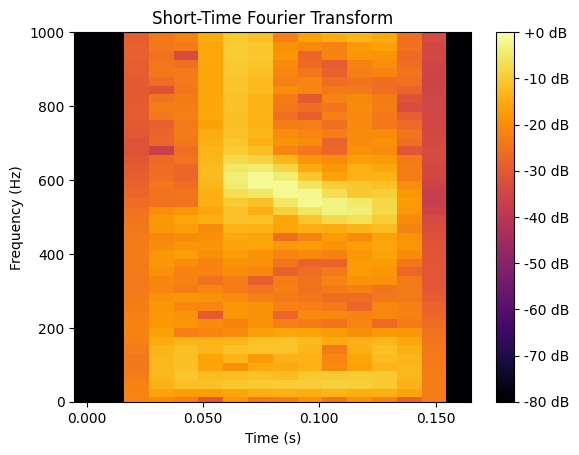 Short-Time Fourier Transform
1000
800
600
400
200
0
Frequency (Hz)
0.000
0.050
0.100
0.150
Time (s)
+0 dB
-10 dB
-20 dB
-30 dB
-40 dB
-50 dB
-60 dB
-70 dB
-80 dB